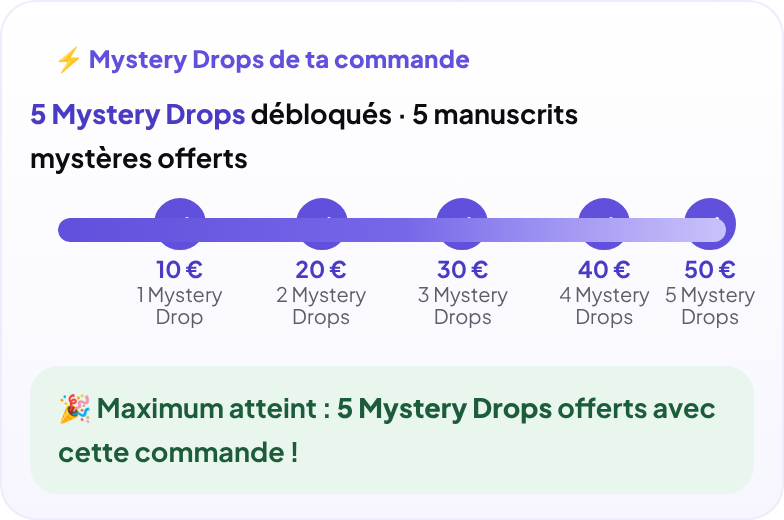 ⚡ Mystery Drops de ta commande
5 Mystery Drops débloqués · 5 manuscrits
mystères offerts
10 € 20 € 30 € 40 € 50 €
1 Mystery 2 Mystery 3 Mystery 4 Mystery 5 Mystery
Drop Drops Drops Drops Drops
🎉 Maximum atteint : 5 Mystery Drops offerts avec
cette commande !